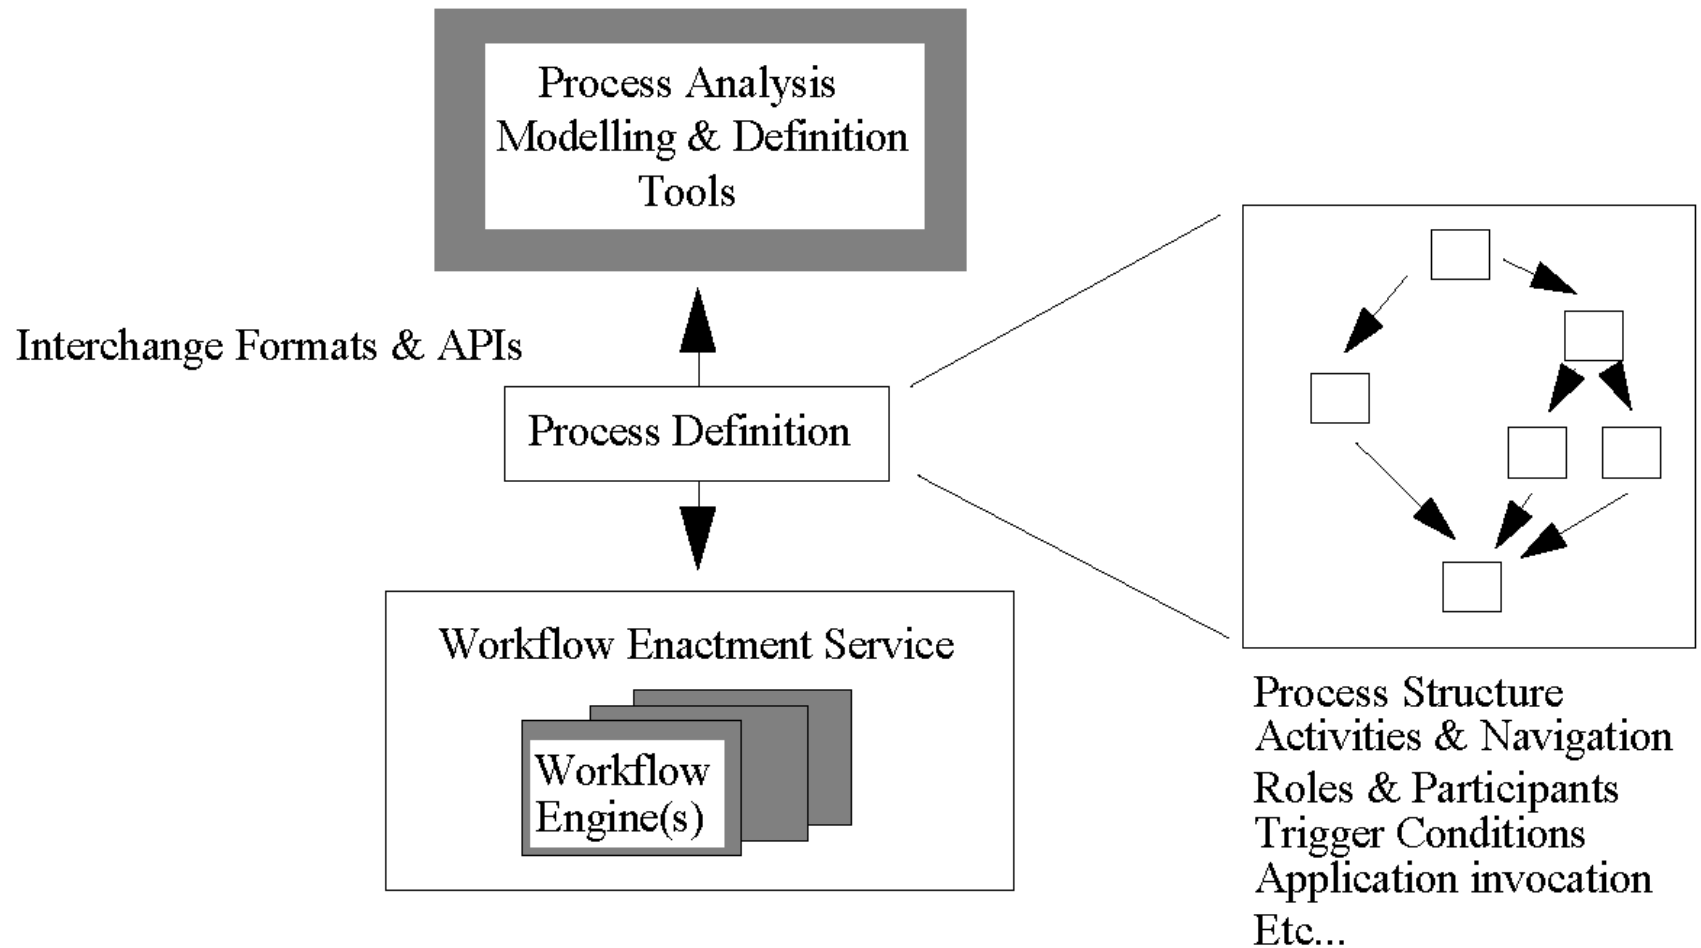 Process Analysis
Modelling & Definition
Tools
Interchange Formats & APIs
Process Definition
Workflow Enactment Service
Workflow
Engine(s)
Process Structure
Activities & Navigation
Roles & Participants
Trigger Conditions
Application invocation
Etc...